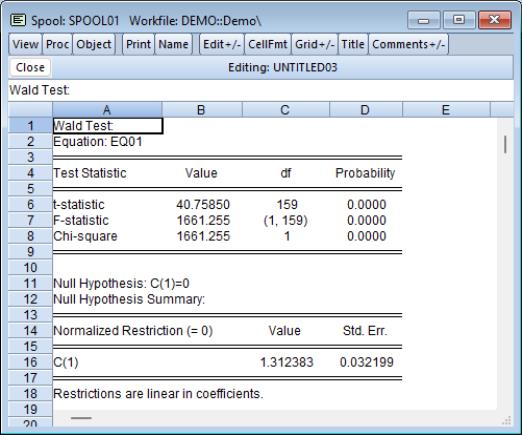 Spool: SPOOL01 Workfile: DEMO::Demo\
View Proc Object Print Name Edit+/- CellFmt Grid+/- Title Comments+/-
Close Editing: UNTITLED03
Wald Test:
A B C D E
1 Wald Test:
2 Equation: EQ01
3
4 Test Statistic Value df Probability
5
6 t-statistic 40.75850 159 0.0000
7 F-statistic 1661.255 (1, 159) 0.0000
8 Chi-square 1661.255 1 0.0000
9
10
11 Null Hypothesis: C(1)=0
12 Null Hypothesis Summary:
13
14 Normalized Restriction (= 0) Value Std. Err.
15
16 C(1) 1.312383 0.032199
17
18 Restrictions are linear in coefficients.
19
20